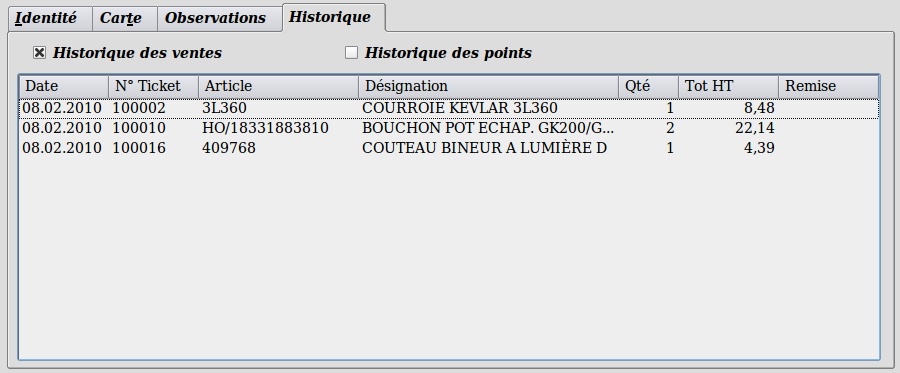 Identité Carte Observations Historique
Historique des ventes Historique des points
Date N° Ticket Article Désignation Qté Tot HT Remise
08.02.2010 100002 3L360 COURROIE KEVLAR 3L360 1 8,48
08.02.2010 100010 HO/18331883810 BOUCHON POT ECHAP. GK200/G... 2 22,14
08.02.2010 100016 409768 COUTEAU BINEUR A LUMIÈRE D 1 4,39